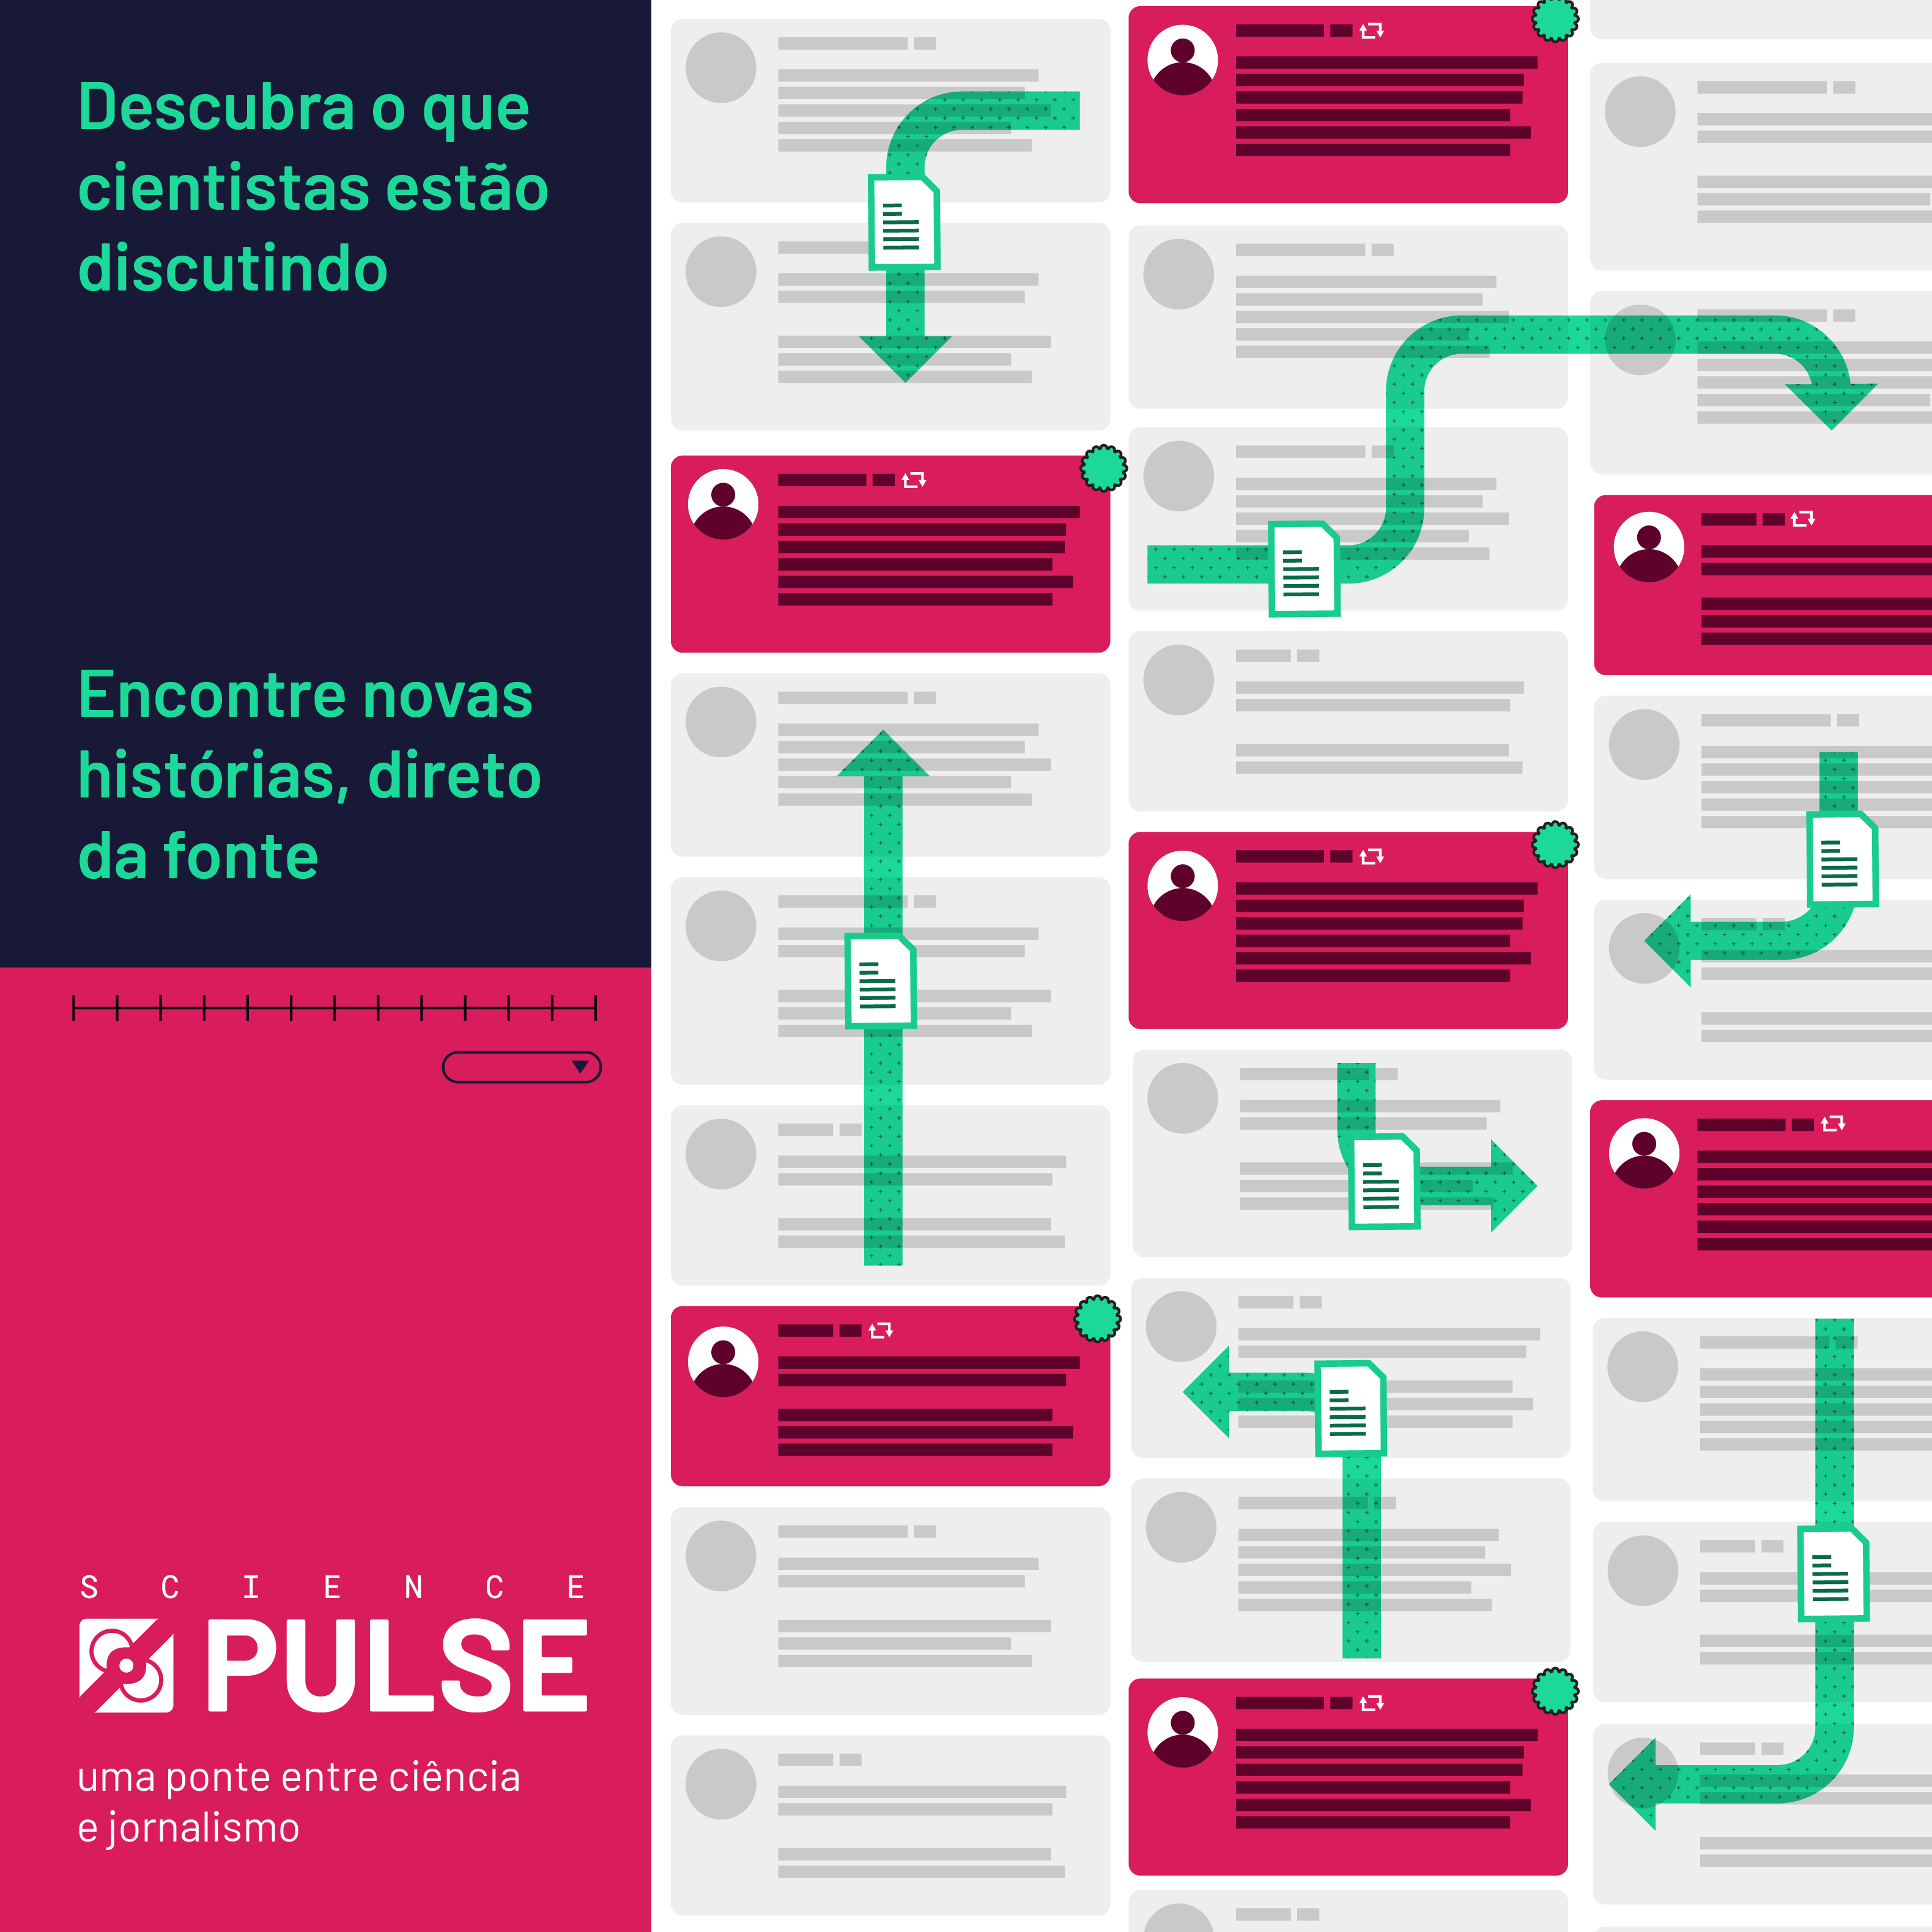 Descubra o que
cientistas estão
discutindo
Encontre novas
histórias, direto
da fonte
SCIENCE
PULSE
uma ponte entre ciência
e jornalismo